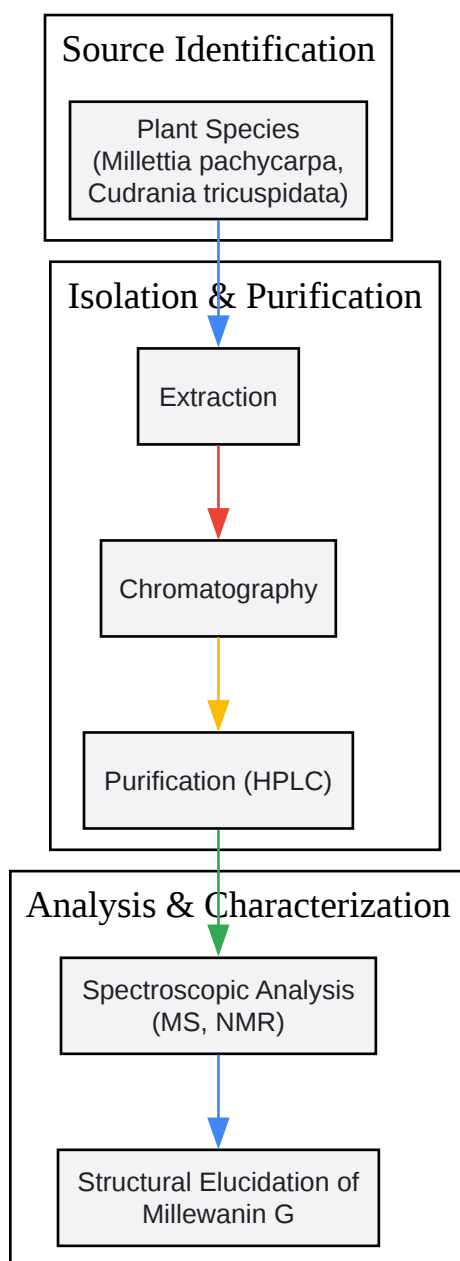 Source Identification
Plant Species
(Millettia pachycarpa,
Cudrania tricuspidata)
Isolation & Purification
Extraction
Chromatography
Purification (HPLC)
Analysis & Characterization
Spectroscopic Analysis
(MS, NMR)
Structural Elucidation of
Millewanin G